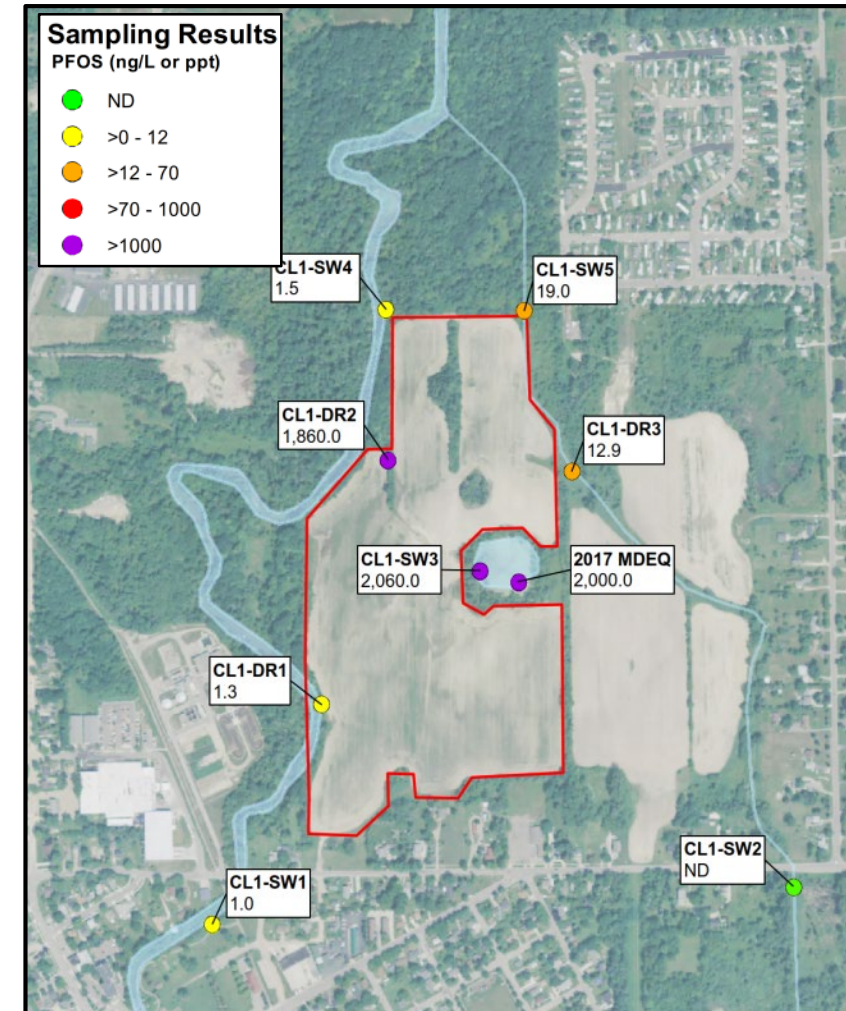 Sampling Results
PFOS (ng/L or ppt)
ND
>0 - 12
>12 - 70
>70 - 1000
>1000
CL1-SW4
1.5
CL1-SW5
19.0
CL1-DR2
1,860.0
CL1-DR3
12.9
CL1-SW3
2,060.0
2017 MDEQ
2,000.0
CL1-DR1
1.3
CL1-SW2
ND
CL1-SW1
1.0